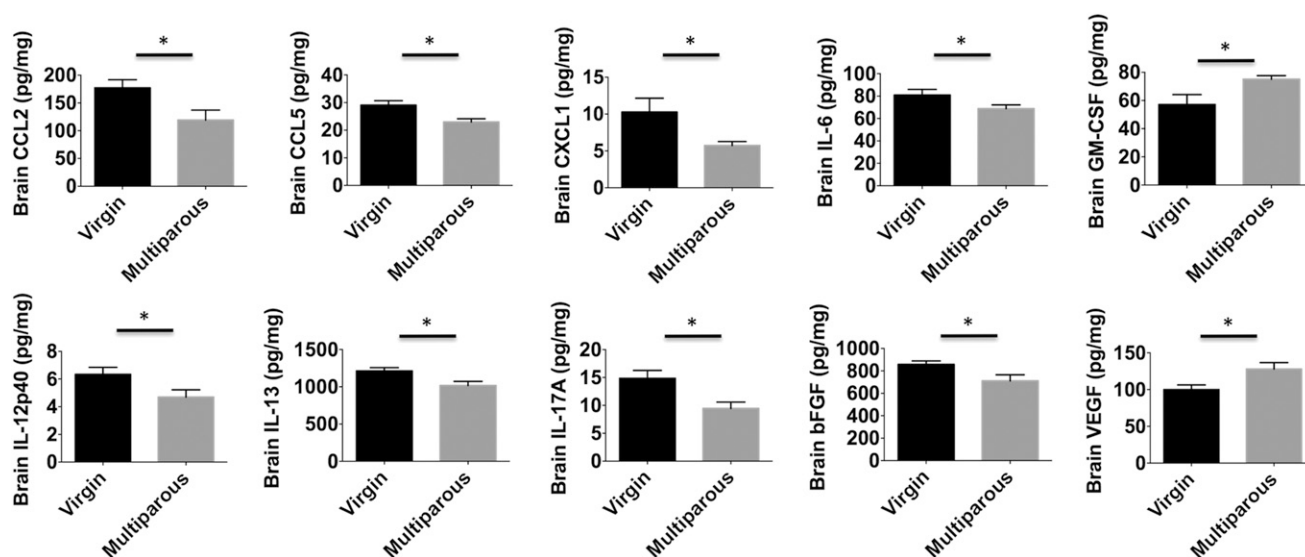 Brain CCL2 (pg/mg)
200
150
100
50
0
*
Virgin
Multiparous
Brain CCL5 (pg/mg)
40
30
20
10
0
*
Virgin
Multiparous
Brain CXCL1 (pg/mg)
15
10
5
0
*
Virgin
Multiparous
Brain IL-6 (pg/mg)
100
80
60
40
20
0
*
Virgin
Multiparous
Brain GM-CSF (pg/mg)
80
60
40
20
0
*
Virgin
Multiparous
Brain IL-12p40 (pg/mg)
8
6
4
2
0
*
Virgin
Multiparous
Brain IL-13 (pg/mg)
1500
1000
500
0
*
Virgin
Multiparous
Brain IL-17A (pg/mg)
20
15
10
5
0
*
Virgin
Multiparous
Brain bFGF (pg/mg)
1000
800
600
400
200
0
*
Virgin
Multiparous
Brain VEGF (pg/mg)
150
100
50
0
*
Virgin
Multiparous